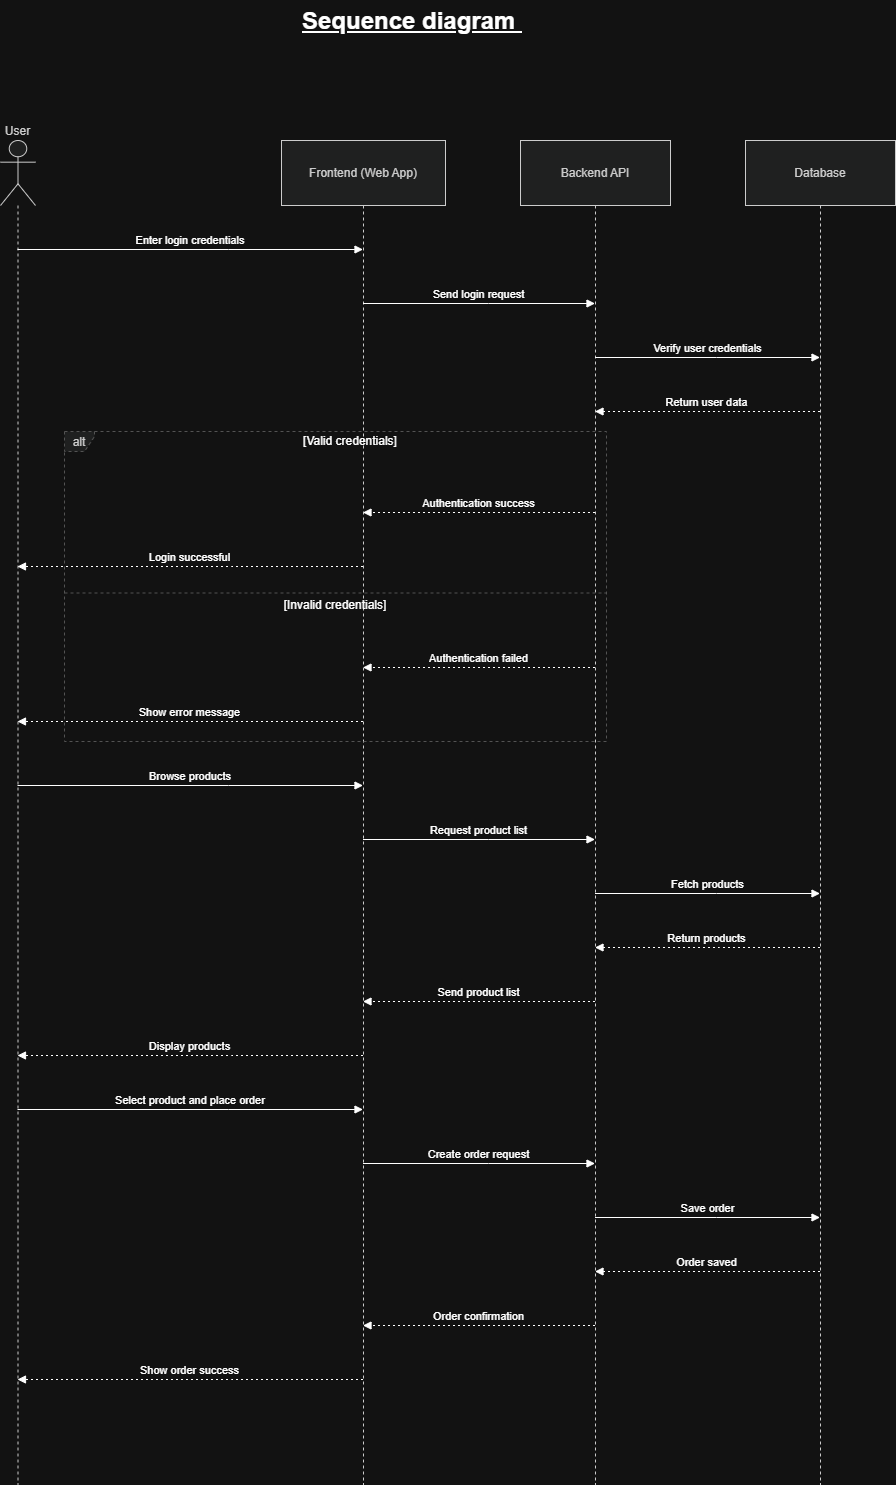 Sequence diagram
User
Frontend (Web App)
Backend API
Database
Enter login credentials
Send login request
Verify user credentials
Return user data
alt
[Valid credentials]
Authentication success
Login successful
[Invalid credentials]
Authentication failed
Show error message
Browse products
Request product list
Fetch products
Return products
Send product list
Display products
Select product and place order
Create order request
Save order
Order saved
Order confirmation
Show order success